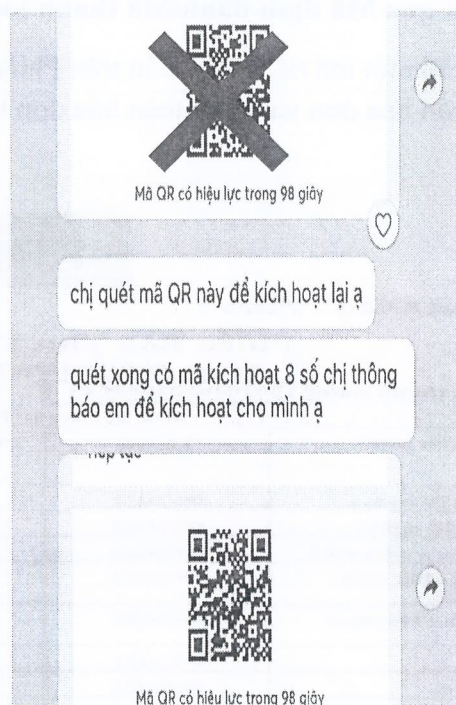 Mã QR có hiệu lực trong 98 giây
chị quét mã QR này để kích hoạt lại ạ
quét xong có mã kích hoạt 8 số chị thông
báo em để kích hoạt cho mình ạ
Tiếp tục
Mã QR có hiệu lực trong 98 giây